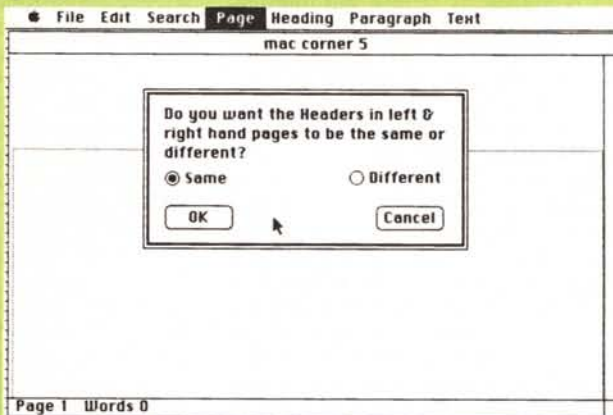 File Edit Search Page Heading Paragraph Text
mac corner 5
Do you want the Headers in left &
right hand pages to be the same or
different?
Same Different
OK Cancel
Page 1 Words 0